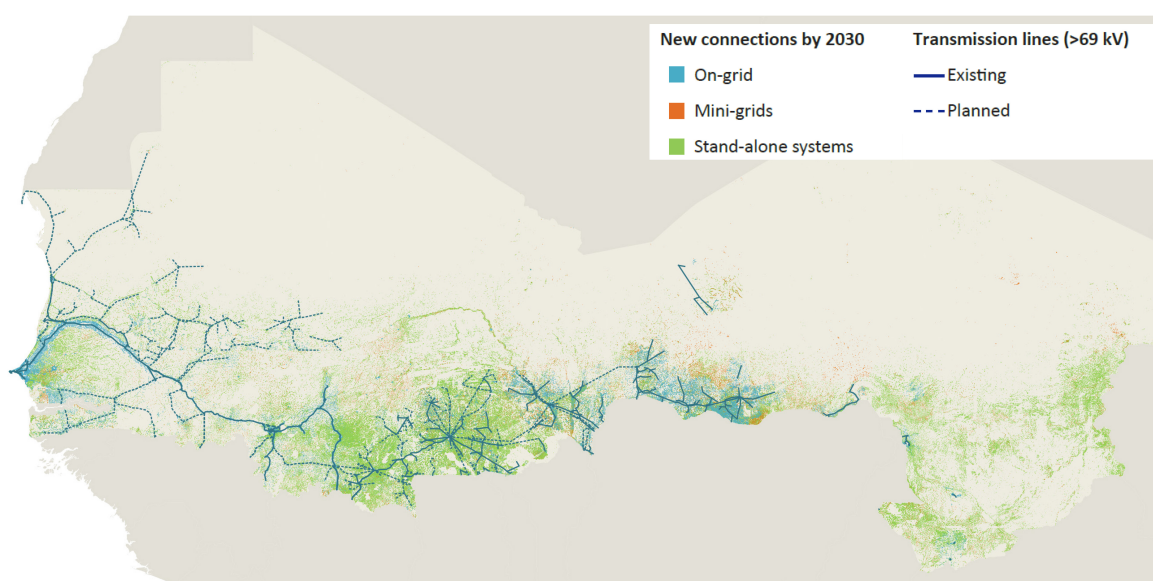 New connections by 2030
On-grid
Mini-grids
Stand-alone systems
Transmission lines (>69 kV)
Existing
Planned